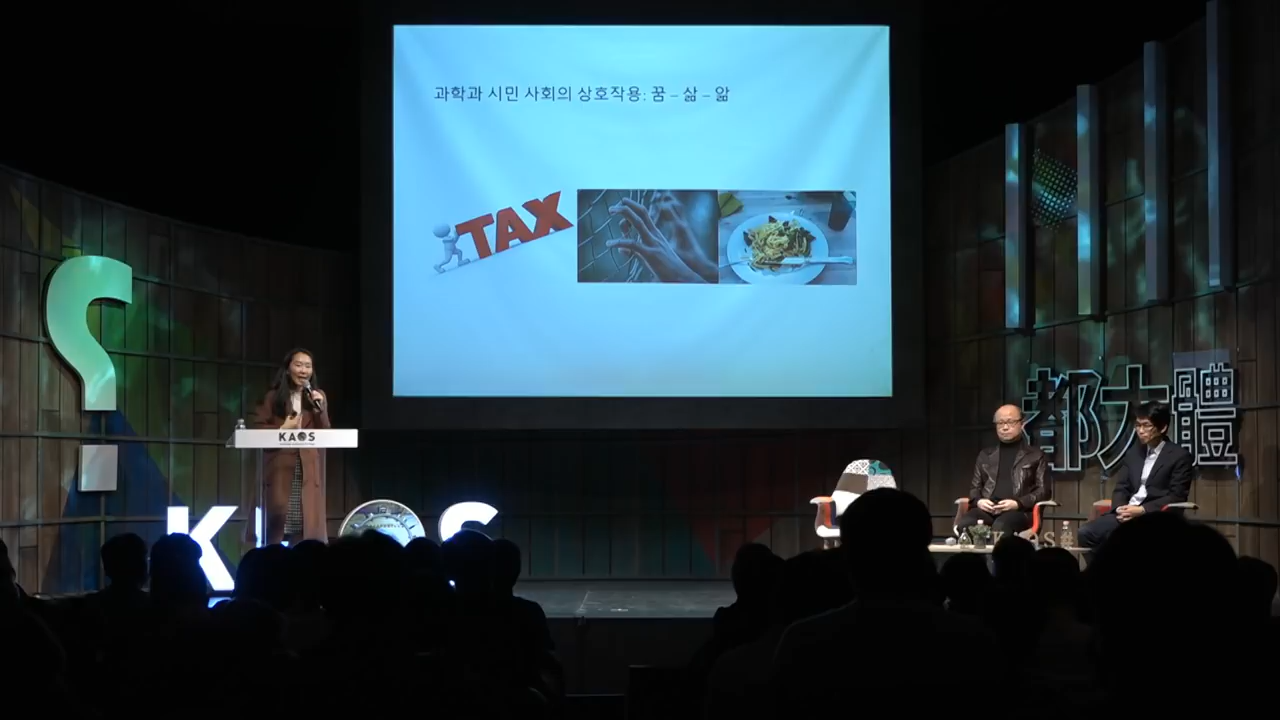 과학과 시민 사회의 상호작용: 꿈 – 삶 – 앎
TAX
KAOS
都大體
K OS